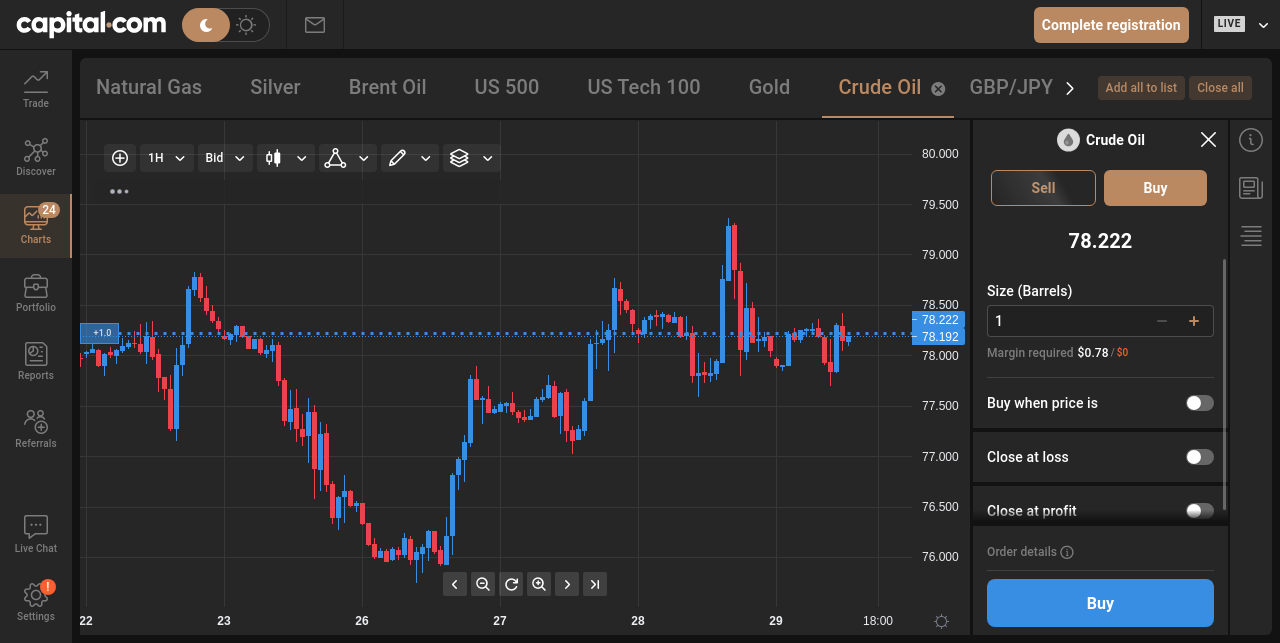 capital.com
Complete registration
LIVE
Trade
Discover
24
Charts
Portfolio
Reports
Referrals
Live Chat
!
Settings
Natural Gas
Silver
Brent Oil
US 500
US Tech 100
Gold
Crude Oil
GBP/JPY
Add all to list
Close all
1H
Bid
+1.0
80.000
79.500
79.000
78.500
78.222
78.192
78.000
77.500
77.000
76.500
76.000
22
23
26
27
28
29
18:00
Crude Oil
Sell
Buy
78.222
Size (Barrels)
1
Margin required $0.78 / $0
Buy when price is
Close at loss
Close at profit
Order details
Buy